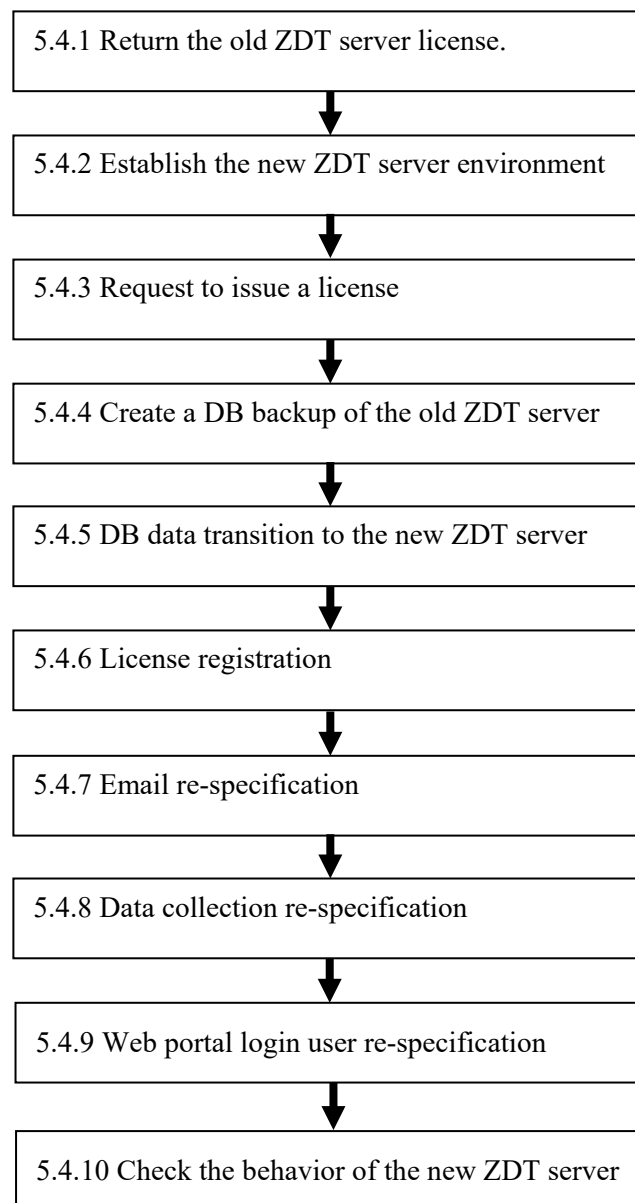 5.4.1 Return the old ZDT server license.
5.4.2 Establish the new ZDT server environment
5.4.3 Request to issue a license
5.4.4 Create a DB backup of the old ZDT server
5.4.5 DB data transition to the new ZDT server
5.4.6 License registration
5.4.7 Email re-specification
5.4.8 Data collection re-specification
5.4.9 Web portal login user re-specification
5.4.10 Check the behavior of the new ZDT server